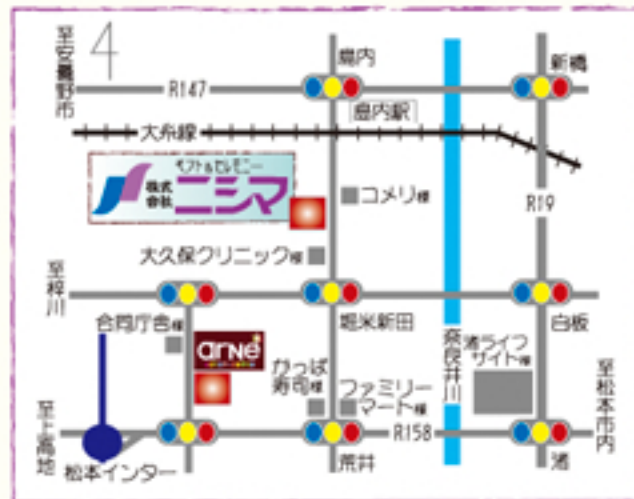 至安曇野市
4
島内
新橋
R147
島内駅
大糸線
ギフト&セレモニー
株式会社
ニシマ
コメリ様
R19
大久保クリニック様
至梓川
合同庁舎様
堀米新田
白板
arne
奈良井川
渚ライフサイト様
かっぱ寿司様
ファミリーマート様
至松本市内
至上高地
R158
松本インター
荒井
渚